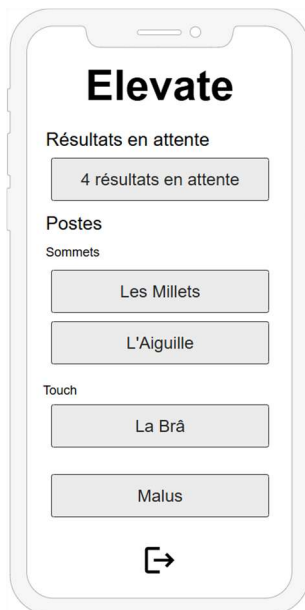 Elevate
Résultats en attente
4 résultats en attente
Postes
Sommets
Les Millets
L'Aiguille
Touch
La Brâ
Malus